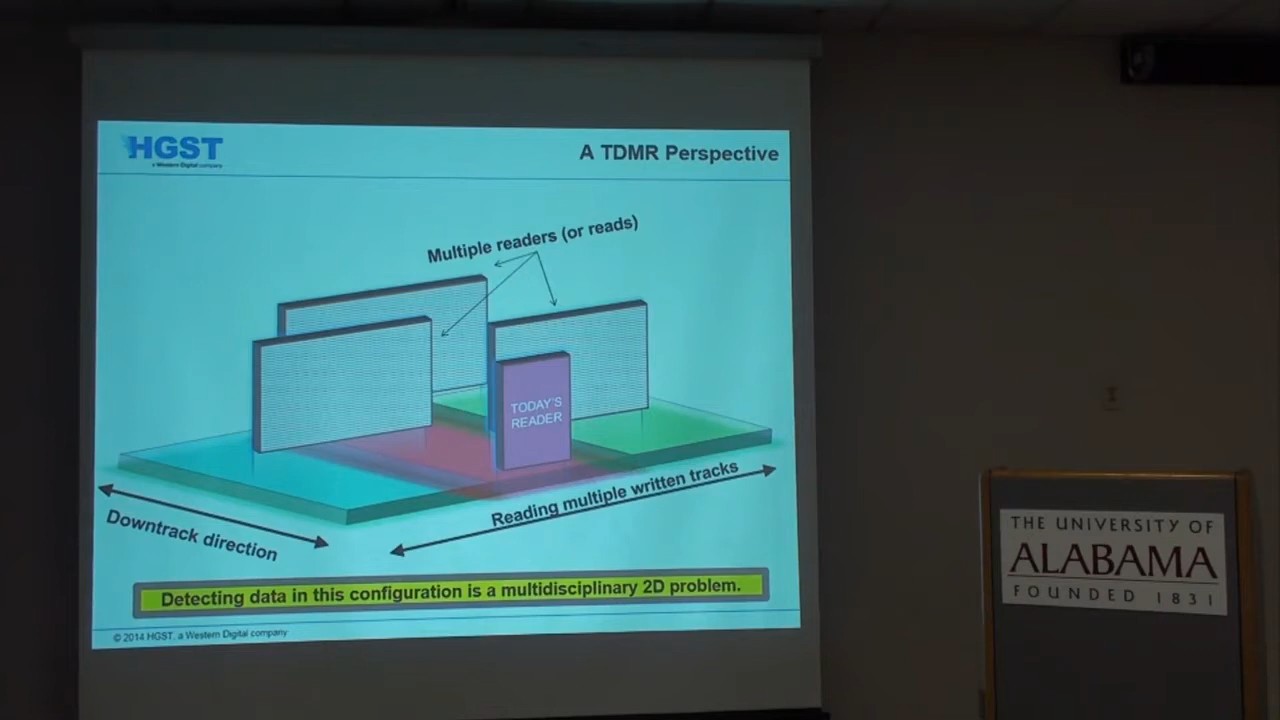 HGST
a Western Digital company
A TDMR Perspective
Multiple readers (or reads)
TODAY'S
READER
Reading multiple written tracks
Downtrack direction
Detecting data in this configuration is a multidisciplinary 2D problem.
© 2014 HGST, a Western Digital company
THE UNIVERSITY OF
ALABAMA
FOUNDED 1831